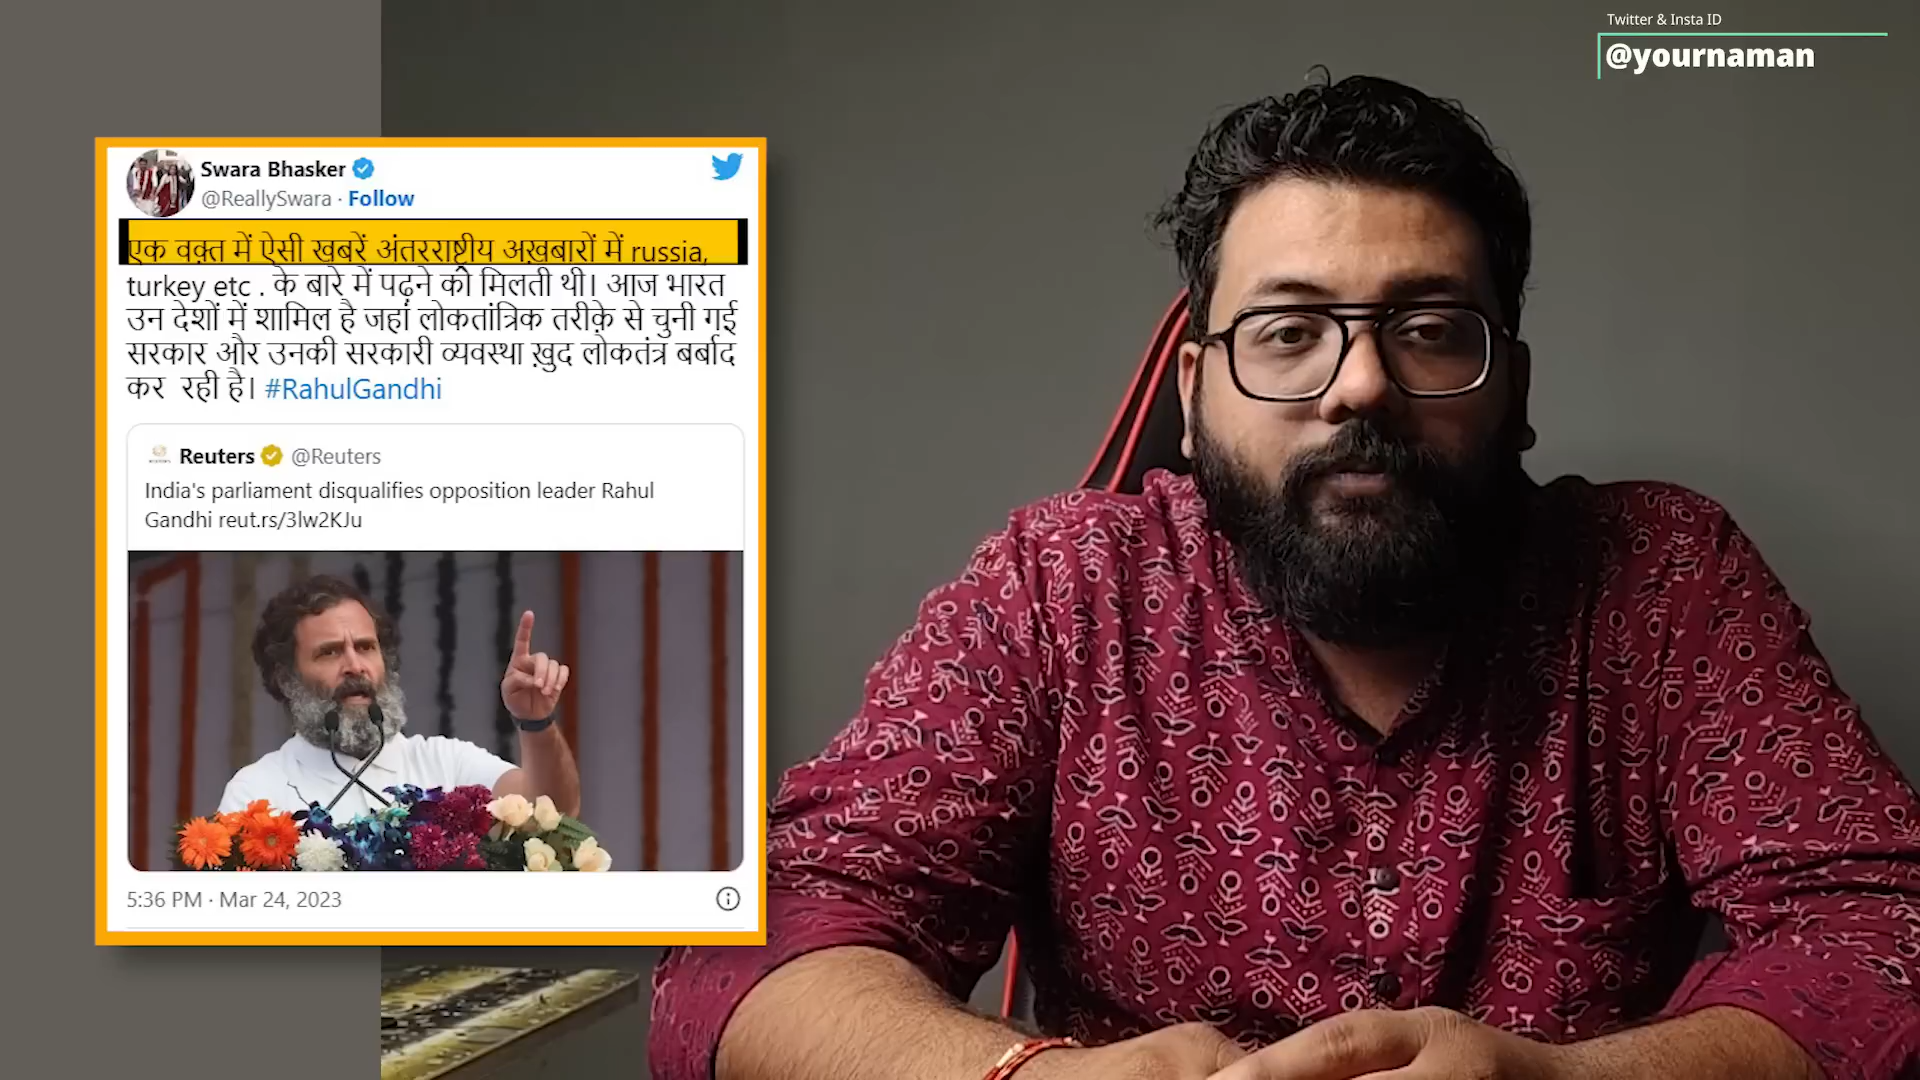 Twitter & Insta ID
@yournaman
Swara Bhasker
@ReallySwara · Follow
एक वक़्त में ऐसी खबरें अंतरराष्ट्रीय अख़बारों में russia,
turkey etc . के बारे में पढ़ने को मिलती थी। आज भारत
उन देशों में शामिल है जहां लोकतांत्रिक तरीक़े से चुनी गई
सरकार और उनकी सरकारी व्यवस्था ख़ुद लोकतंत्र बर्बाद
कर रही है। #RahulGandhi
Reuters @Reuters
India's parliament disqualifies opposition leader Rahul
Gandhi reut.rs/3lw2KJu
5:36 PM · Mar 24, 2023